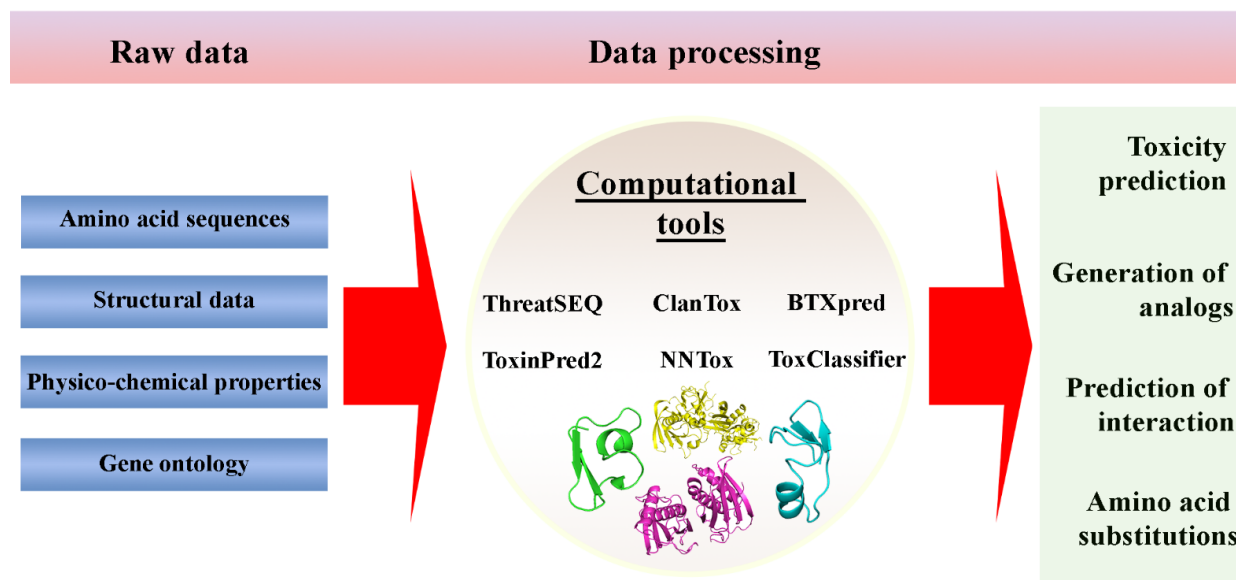 Raw data
Data processing
Amino acid sequences
Structural data
Physico-chemical properties
Gene ontology
Computational
tools
ThreatSEQ ClanTox BTXpred
ToxinPred2 NNTox ToxClassifier
Toxicity
prediction
Generation of
analogs
Prediction of
interaction
Amino acid
substitutions